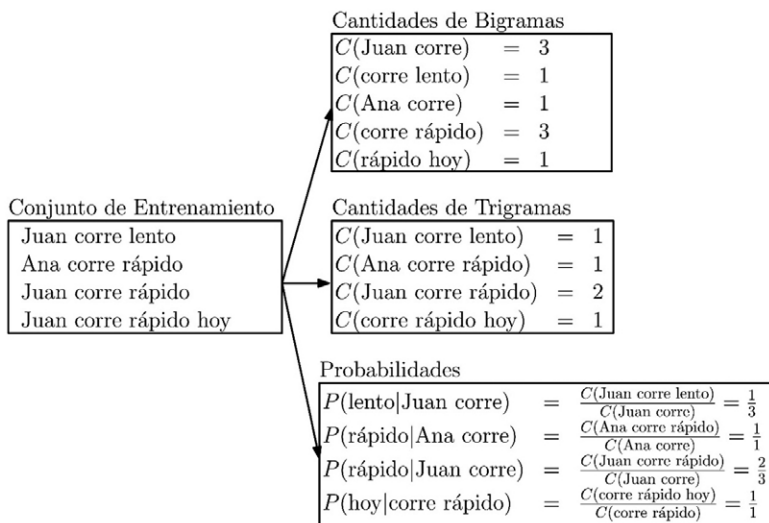 Cantidades de Bigramas
C(Juan corre) = 3
C(corre lento) = 1
C(Ana corre) = 1
C(corre rápido) = 3
C(rápido hoy) = 1
Conjunto de Entrenamiento
Juan corre lento
Ana corre rápido
Juan corre rápido
Juan corre rápido hoy
Cantidades de Trigramas
C(Juan corre lento) = 1
C(Ana corre rápido) = 1
C(Juan corre rápido) = 2
C(corre rápido hoy) = 1
Probabilidades
P(lento|Juan corre) = C(Juan corre lento)/C(Juan corre) = 1/3
P(rápido|Ana corre) = C(Ana corre rápido)/C(Ana corre) = 1/1
P(rápido|Juan corre) = C(Juan corre rápido)/C(Juan corre) = 2/3
P(hoy|corre rápido) = C(corre rápido hoy)/C(corre rápido) = 1/1